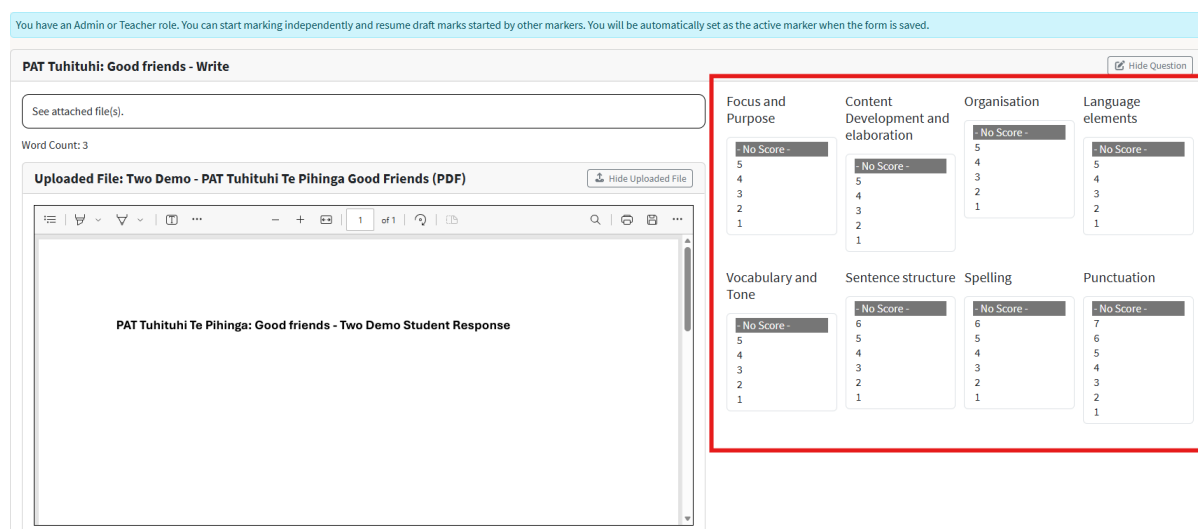 You have an Admin or Teacher role. You can start marking independently and resume draft marks started by other markers. You will be automatically set as the active marker when the form is saved.
PAT Tuhituhi: Good friends - Write
Hide Question
See attached file(s).
Word Count: 3
Uploaded File: Two Demo - PAT Tuhituhi Te Pihinga Good Friends (PDF)
Hide Uploaded File
1 of 1
PAT Tuhituhi Te Pihinga: Good friends - Two Demo Student Response
Focus and
Purpose
- No Score -
5
4
3
2
1
Content
Development and
elaboration
- No Score -
5
4
3
2
1
Organisation
- No Score -
5
4
3
2
1
Language
elements
- No Score -
5
4
3
2
1
Vocabulary and
Tone
- No Score -
5
4
3
2
1
Sentence structure
- No Score -
6
5
4
3
2
1
Spelling
- No Score -
6
5
4
3
2
1
Punctuation
- No Score -
7
6
5
4
3
2
1